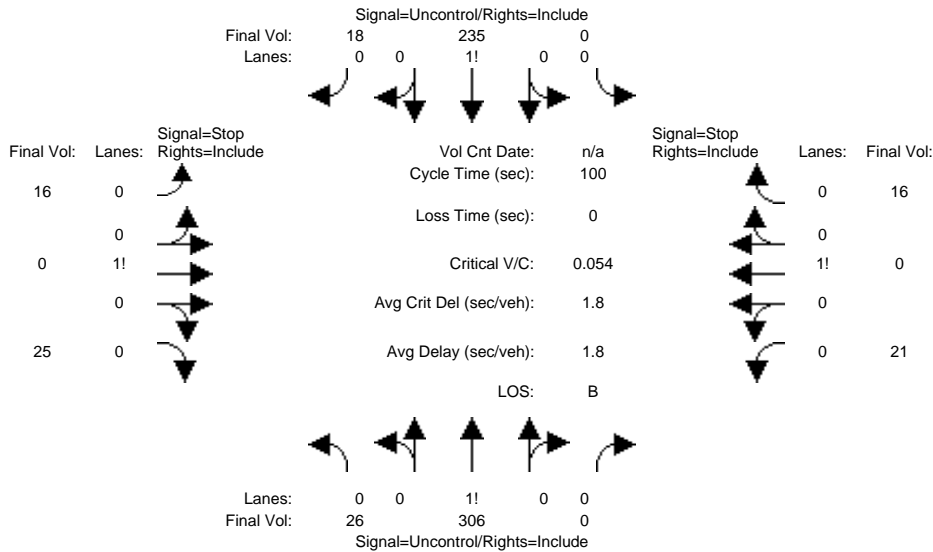 Signal=Uncontrol/Rights=Include
Final Vol: 18 235 0
Lanes: 0 0 1! 0 0
Signal=Stop Signal=Stop
Final Vol: Lanes: Rights=Include Vol Cnt Date: n/a Rights=Include Lanes: Final Vol:
Cycle Time (sec): 100
16 0 0 16
Loss Time (sec): 0
0 0
0 1! Critical V/C: 0.054 1! 0
0 Avg Crit Del (sec/veh): 1.8 0
25 0 Avg Delay (sec/veh): 1.8 0 21
LOS: B
Lanes: 0 0 1! 0 0
Final Vol: 26 306 0
Signal=Uncontrol/Rights=Include